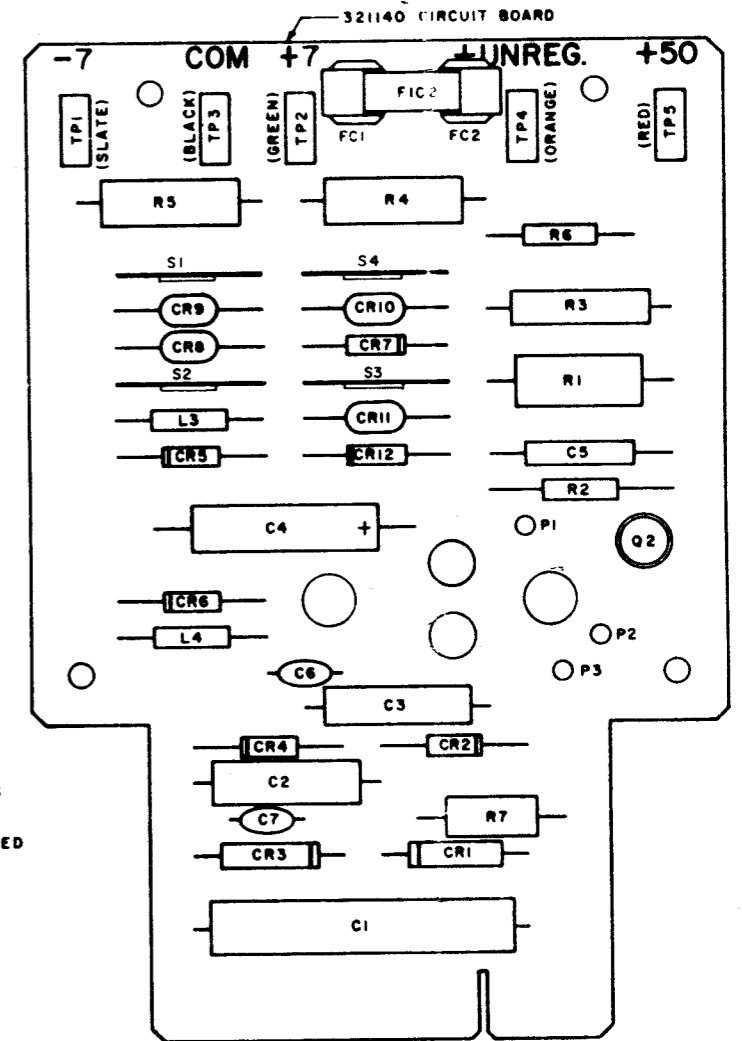 321140 CIRCUIT BOARD
-7 COM +7 +UNREG. +50
TP1 (SLATE) (BLACK) TP3 (GREEN) TP2 FC1 FC2 TP4 (ORANGE) (RED) TP5
R5 R4
R6
S1 S4
CR9 CR10 R3
CR8 CR7
S2 S3 R1
L3 CR11
CR5 CR12 C5
R2
C4 + P1 Q2
CR6
L4 P2
C6 P3
C3
CR4 CR2
C2
C7 R7
CR3 CR1
ED
C1